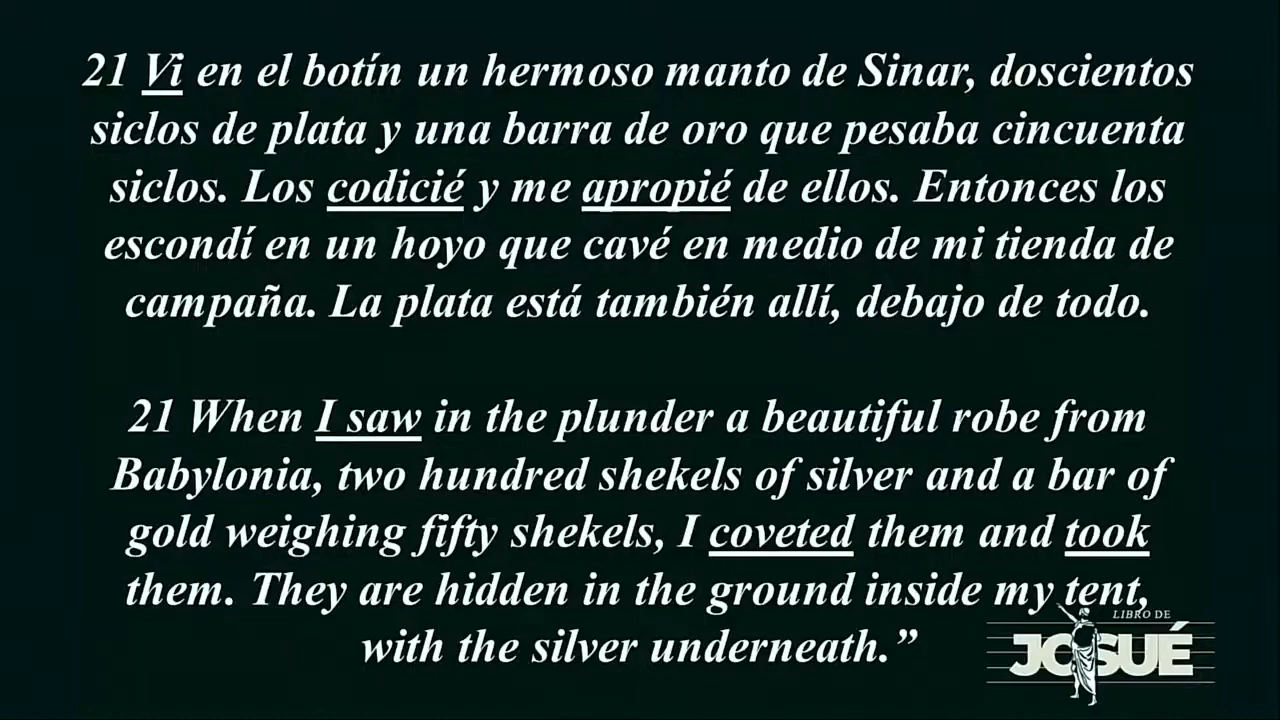 21 Vi en el botín un hermoso manto de Sinar, doscientos
siclos de plata y una barra de oro que pesaba cincuenta
siclos. Los codicié y me apropié de ellos. Entonces los
escondí en un hoyo que cavé en medio de mi tienda de
campaña. La plata está también allí, debajo de todo.
21 When I saw in the plunder a beautiful robe from
Babylonia, two hundred shekels of silver and a bar of
gold weighing fifty shekels, I coveted them and took
them. They are hidden in the ground inside my tent,
with the silver underneath.”
LIBRO DE
JOSUÉ